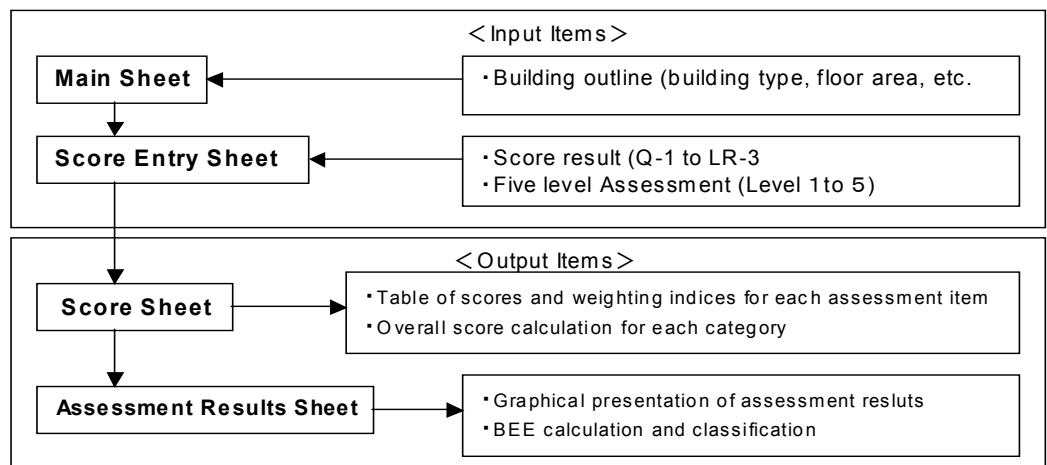 ＜Input Items＞
Main Sheet
・Building outline (building type, floor area, etc.
Score Entry Sheet
・Score result (Q-1 to LR-3
・Five level Assessment (Level 1to 5)
＜Output Items＞
Score Sheet
・Table of scores and weighting indices for each assessment item
・Overall score calculation for each category
Assessment Results Sheet
・Graphical presentation of assessment resluts
・BEE calculation and classification